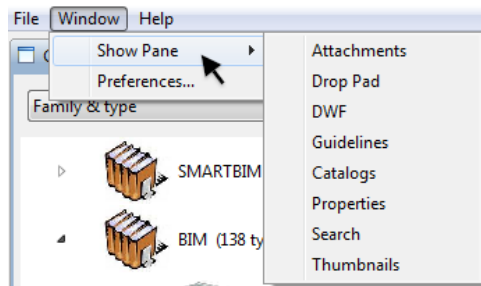 File Window Help
Show Pane
Preferences...
Family & type
SMARTBIM
BIM (138 ty
Attachments
Drop Pad
DWF
Guidelines
Catalogs
Properties
Search
Thumbnails